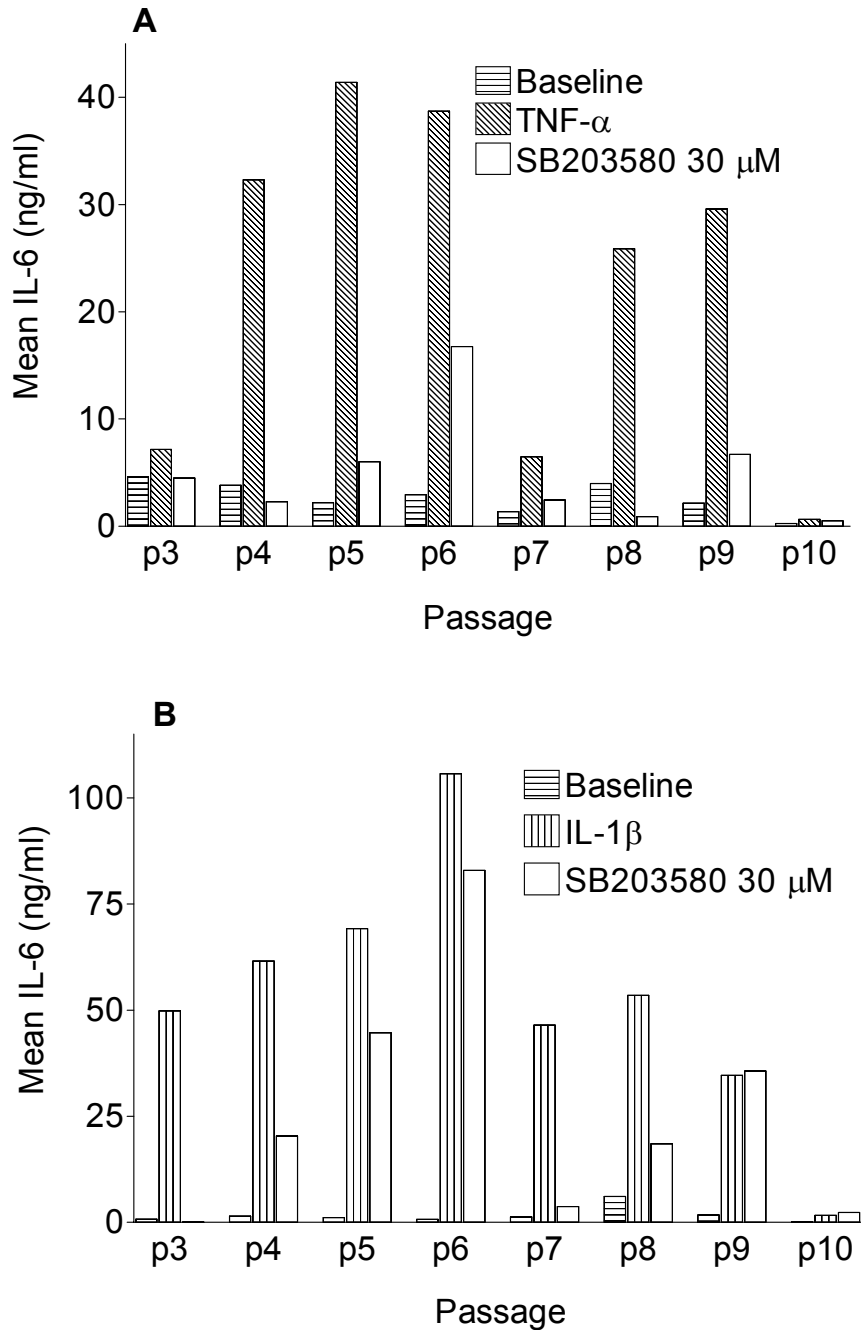 A
Baseline
TNF-α
SB203580 30 μM
Mean IL-6 (ng/ml)
40
30
20
10
0
p3 p4 p5 p6 p7 p8 p9 p10
Passage
B
Baseline
IL-1β
SB203580 30 μM
Mean IL-6 (ng/ml)
100
75
50
25
0
p3 p4 p5 p6 p7 p8 p9 p10
Passage